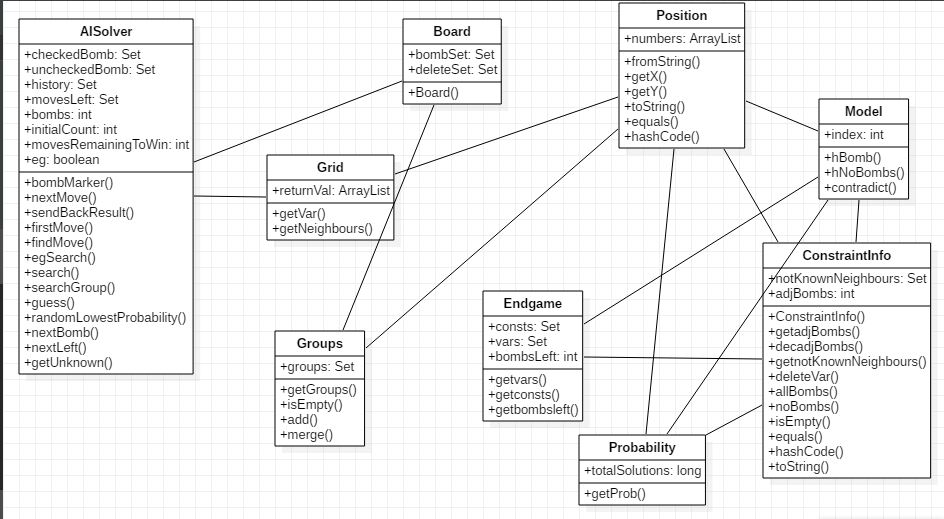 AISolver
+checkedBomb: Set
+uncheckedBomb: Set
+history: Set
+movesLeft: Set
+bombs: int
+initialCount: int
+movesRemainingToWin: int
+eg: boolean
+bombMarker()
+nextMove()
+sendBackResult()
+firstMove()
+findMove()
+egSearch()
+search()
+searchGroup()
+guess()
+randomLowestProbability()
+nextBomb()
+nextLeft()
+getUnknown()
Board
+bombSet: Set
+deleteSet: Set
+Board()
Position
+numbers: ArrayList
+fromString()
+getX()
+getY()
+toString()
+equals()
+hashCode()
Model
+index: int
+hBomb()
+hNoBombs()
+contradict()
Grid
+returnVal: ArrayList
+getVar()
+getNeighbours()
ConstraintInfo
+notKnownNeighbours: Set
+adjBombs: int
+ConstraintInfo()
+getadjBombs()
+decadjBombs()
+getnotKnownNeighbours()
+deleteVar()
+allBombs()
+noBombs()
+isEmpty()
+equals()
+hashCode()
+toString()
Endgame
+consts: Set
+vars: Set
+bombsLeft: int
+getvars()
+getconsts()
+getbombsleft()
Groups
+groups: Set
+getGroups()
+isEmpty()
+add()
+merge()
Probability
+totalSolutions: long
+getProb()